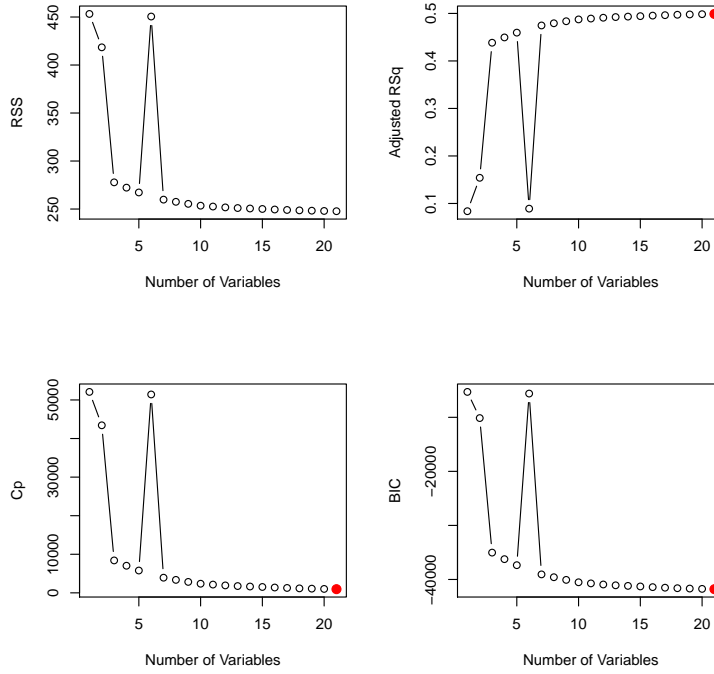 RSS
450
400
350
300
250
5 10 15 20
Number of Variables
Adjusted RSq
0.5
0.4
0.3
0.2
0.1
5 10 15 20
Number of Variables
Cp
50000
30000
10000
0
5 10 15 20
Number of Variables
BIC
−20000
−40000
5 10 15 20
Number of Variables